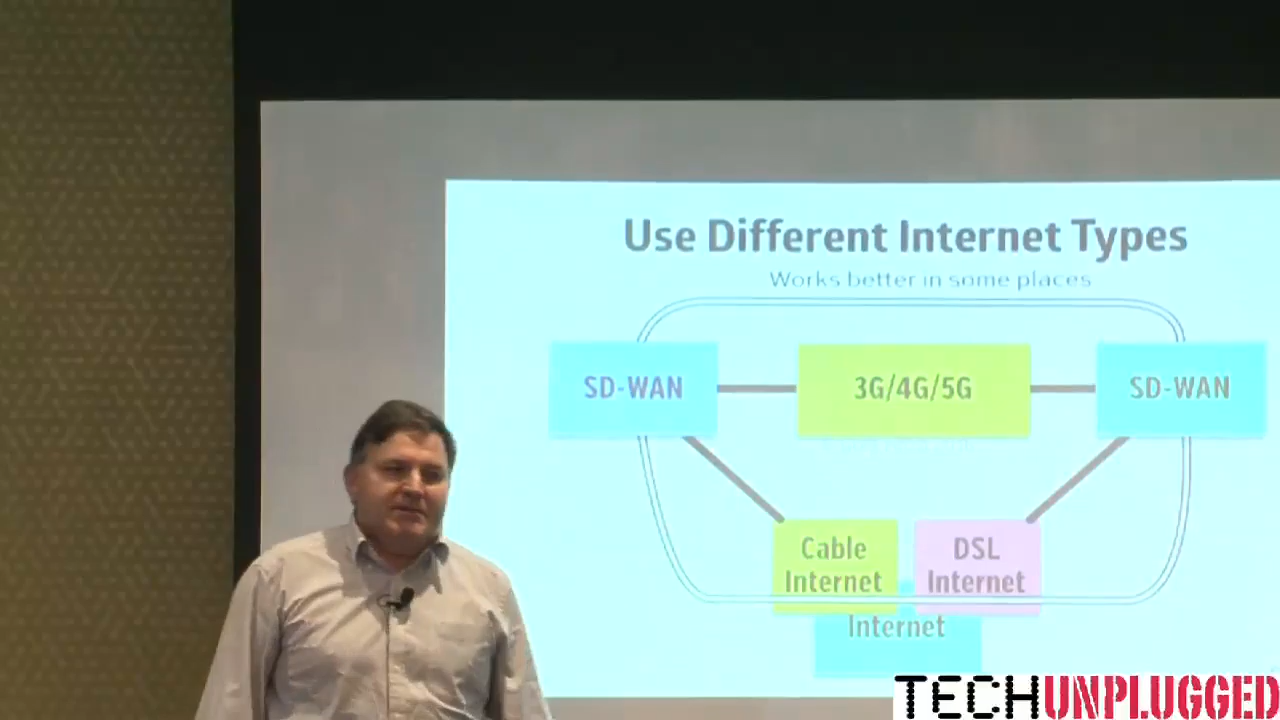 Use Different Internet Types
Works better in some places
SD-WAN
3G/4G/5G
SD-WAN
Cable
Internet
DSL
Internet
Internet
TECHUNPLUGGED